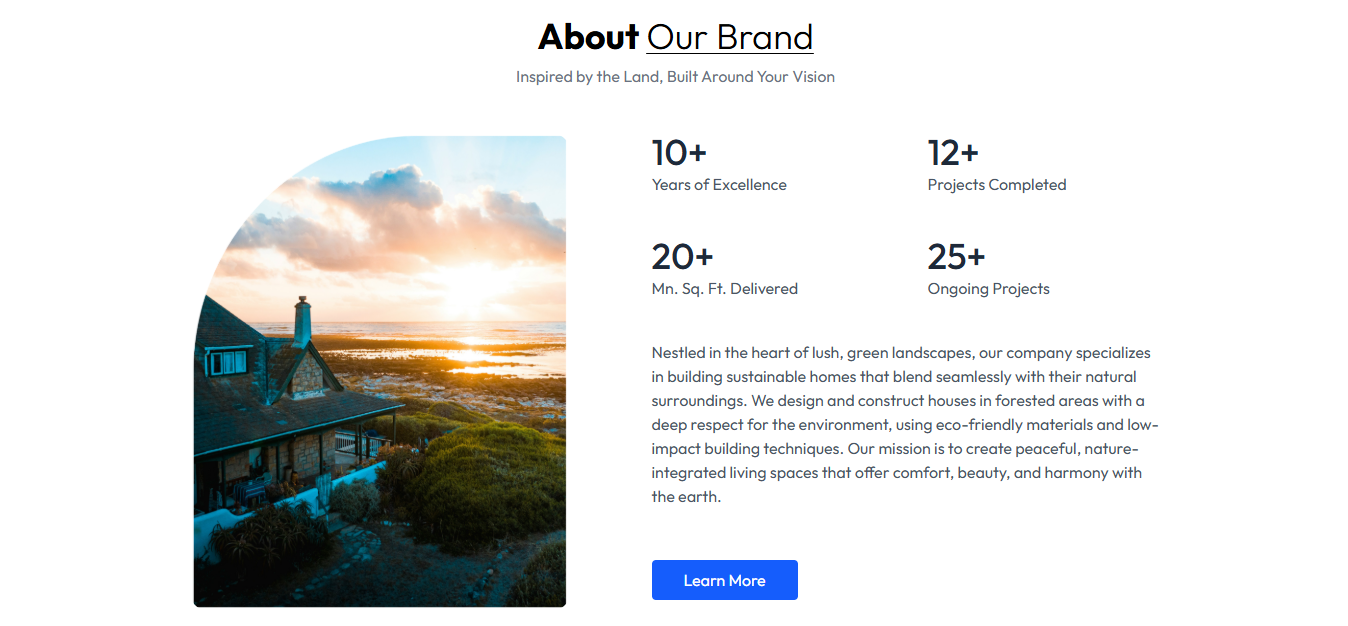 About Our Brand
Inspired by the Land, Built Around Your Vision
10+
Years of Excellence
12+
Projects Completed
20+
Mn. Sq. Ft. Delivered
25+
Ongoing Projects
Nestled in the heart of lush, green landscapes, our company specializes
in building sustainable homes that blend seamlessly with their natural
surroundings. We design and construct houses in forested areas with a
deep respect for the environment, using eco-friendly materials and low-
impact building techniques. Our mission is to create peaceful, nature-
integrated living spaces that offer comfort, beauty, and harmony with
the earth.
Learn More